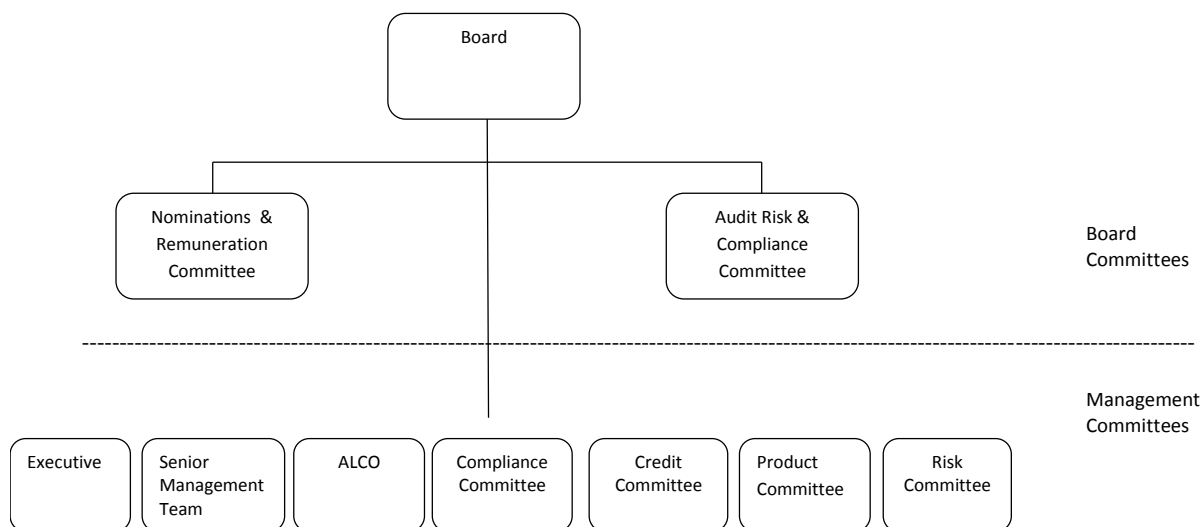 Board
Nominations &
Remuneration
Committee
Audit Risk &
Compliance
Committee
Board
Committees
Management
Committees
Executive
Senior
Management
Team
ALCO
Compliance
Committee
Credit
Committee
Product
Committee
Risk
Committee